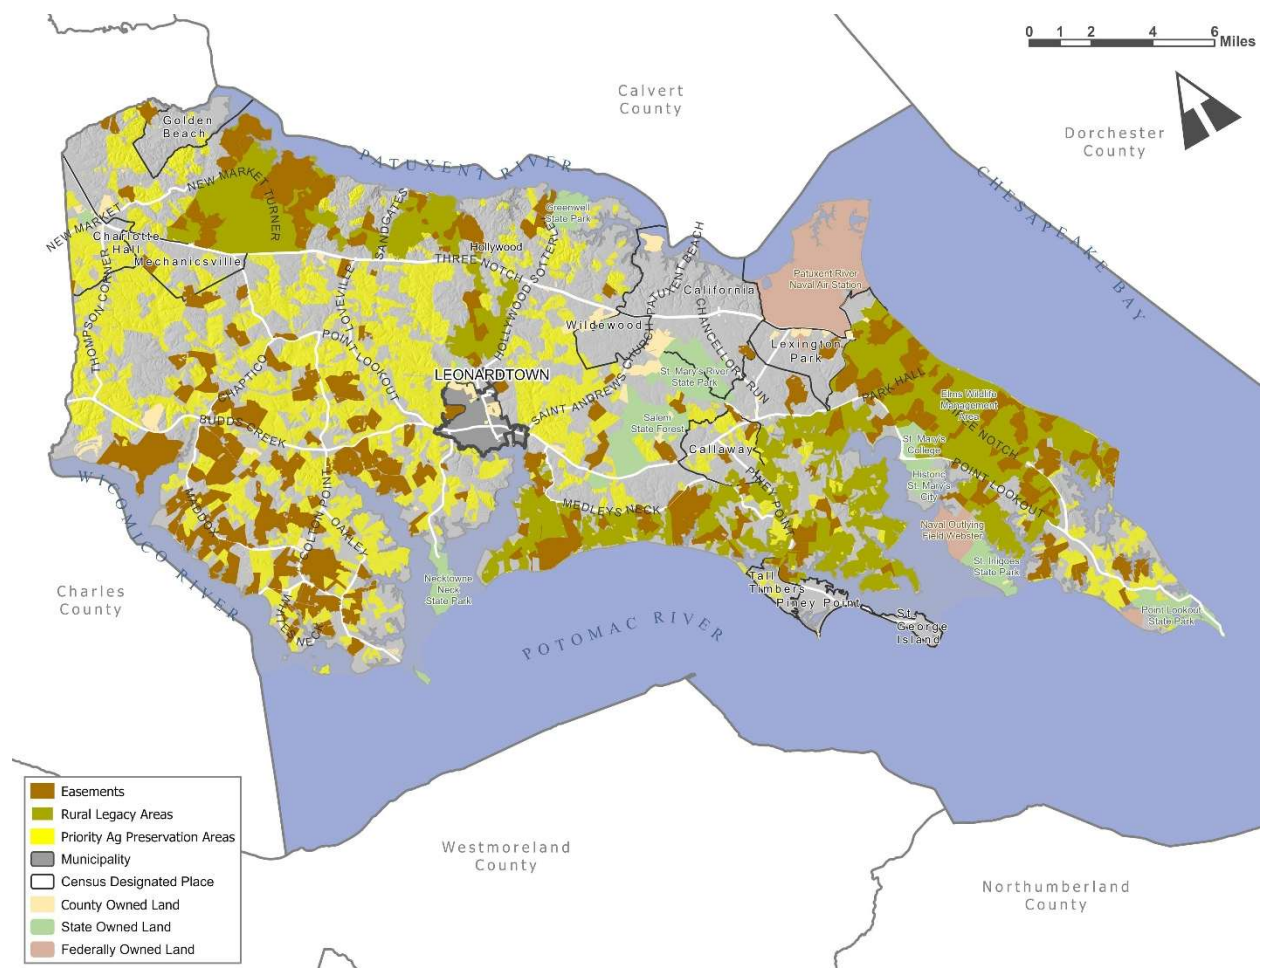 0 1 2 4 6
Miles
Calvert
County
Dorchester
County
Golden
Beach
PATUXENT RIVER
CHESAPEAKE BAY
NEW MARKET TURNER
NEW MARKET
Charlotte
Hall
Mechanicsville
SANDGATES
Greenwell
State Park
Hollywood
THREE NOTCH
HOLLYWOOD SOTTERLEY
THOMPSON CORNER
LOVEVILLE
PATUXENT BEACH
California
Patuxent River
Naval Air Station
Wildewood
CHANCELLORS RUN
Lexington
Park
POINT LOOKOUT
CHAPTICO
LEONARDTOWN
SAINT ANDREWS CHURCH
St. Mary's River
State Park
PARK HALL
Elms Wildlife
Management
Area
THREE NOTCH
BUDDS CREEK
Salem
State Forest
Callaway
St. Mary's
College
Historic
St. Mary's
City
POINT LOOKOUT
WICOMICO RIVER
MADDOX
COLTON POINT
OAKLEY
MEDLEYS NECK
PINEY POINT
Naval Outlying
Field Webster
St. Inigoes
State Park
Charles
County
Necktowne
Neck
State Park
Tall
Timbers
Piney Point
St.
George
Island
Point Lookout
State Park
POTOMAC RIVER
Westmoreland
County
Northumberland
County
Easements
Rural Legacy Areas
Priority Ag Preservation Areas
Municipality
Census Designated Place
County Owned Land
State Owned Land
Federally Owned Land